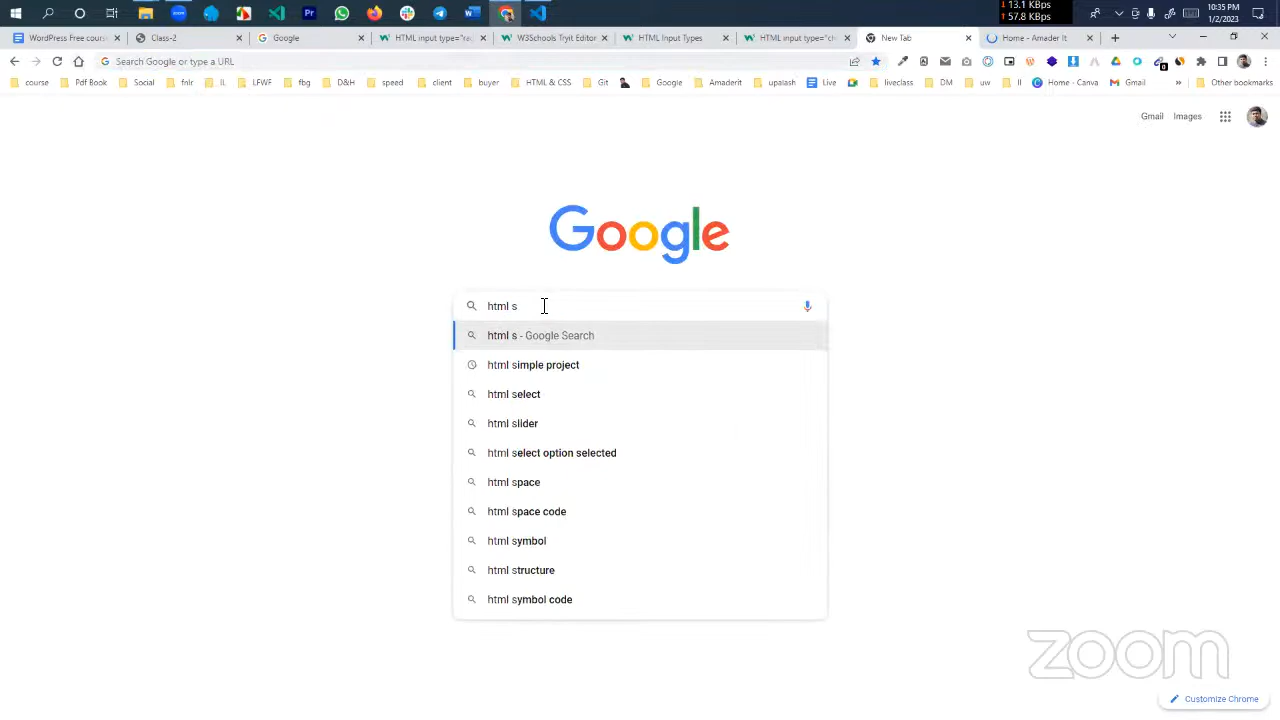 13.1 KBps
57.8 KBps
10:35 PM
1/2/2023
WordPress Free cours
Class-2
Google
HTML input type="ra
W3Schools Tryit Editor
HTML Input Types
HTML input type="ch
New Tab
Home - Amader It
Search Google or type a URL
course
Pdf Book
Social
IL
LFWF
fbg
D&H
speed
client
buyer
HTML & CSS
Git
Google
Amaderit
upalash
Live
liveclass
DM
uw
Home - Canva
Gmail
Other bookmarks
Gmail
Images
Google
html s
html s - Google Search
html simple project
html select
html slider
html select option selected
html space
html space code
html symbol
html structure
html symbol code
zoom
Customize Chrome